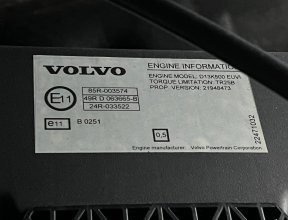 VOLVO
ENGINE INFORMATION
ENGINE MODEL: D13K500 EUVI
TORQUE LIMITATION: TR25B
PROP. VERSION: 21948473
E11
85R-003574
49R D 063865-B
24R-033522
e11
B 0251
0,5
22471032
Engine manufacturer: Volvo Powertrain Corporation